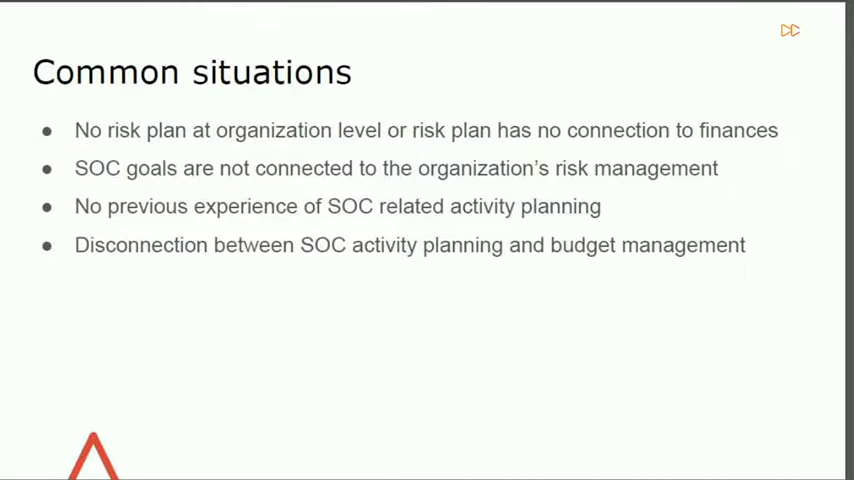 Common situations
● No risk plan at organization level or risk plan has no connection to finances
● SOC goals are not connected to the organization's risk management
● No previous experience of SOC related activity planning
● Disconnection between SOC activity planning and budget management